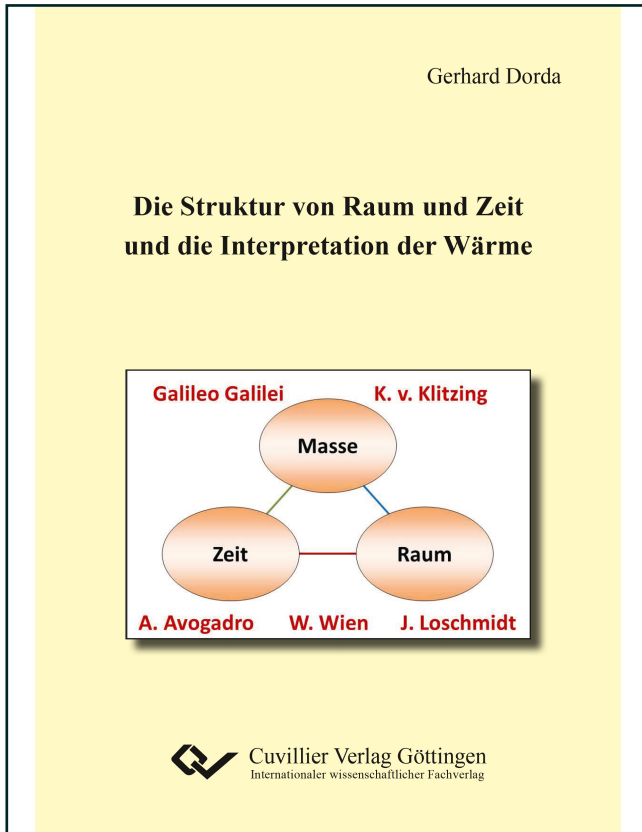 Gerhard Dorda
Die Struktur von Raum und Zeit
und die Interpretation der Wärme
Galileo Galilei K. v. Klitzing
Masse
Zeit Raum
A. Avogadro W. Wien J. Loschmidt
Cuvillier Verlag Göttingen
Internationaler wissenschaftlicher Fachverlag